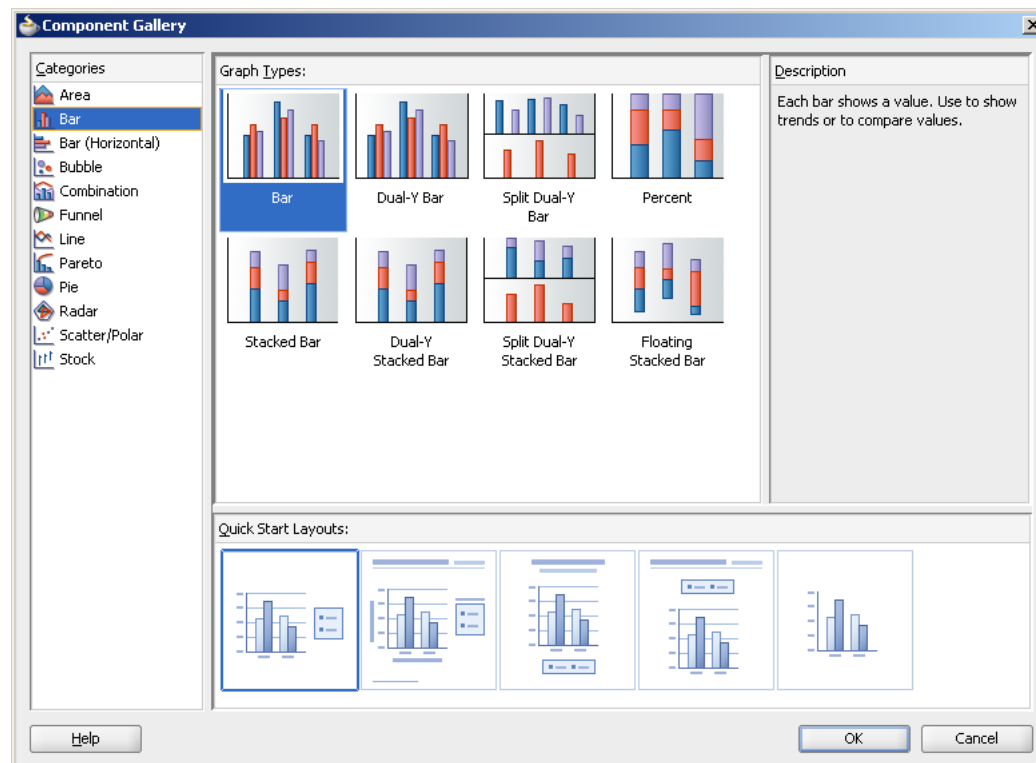 Component Gallery
Categories
Area
Bar
Bar (Horizontal)
Bubble
Combination
Funnel
Line
Pareto
Pie
Radar
Scatter/Polar
Stock
Graph Types:
Bar
Dual-Y Bar
Split Dual-Y
Bar
Percent
Stacked Bar
Dual-Y
Stacked Bar
Split Dual-Y
Stacked Bar
Floating
Stacked Bar
Description
Each bar shows a value. Use to show
trends or to compare values.
Quick Start Layouts:
Help
OK
Cancel